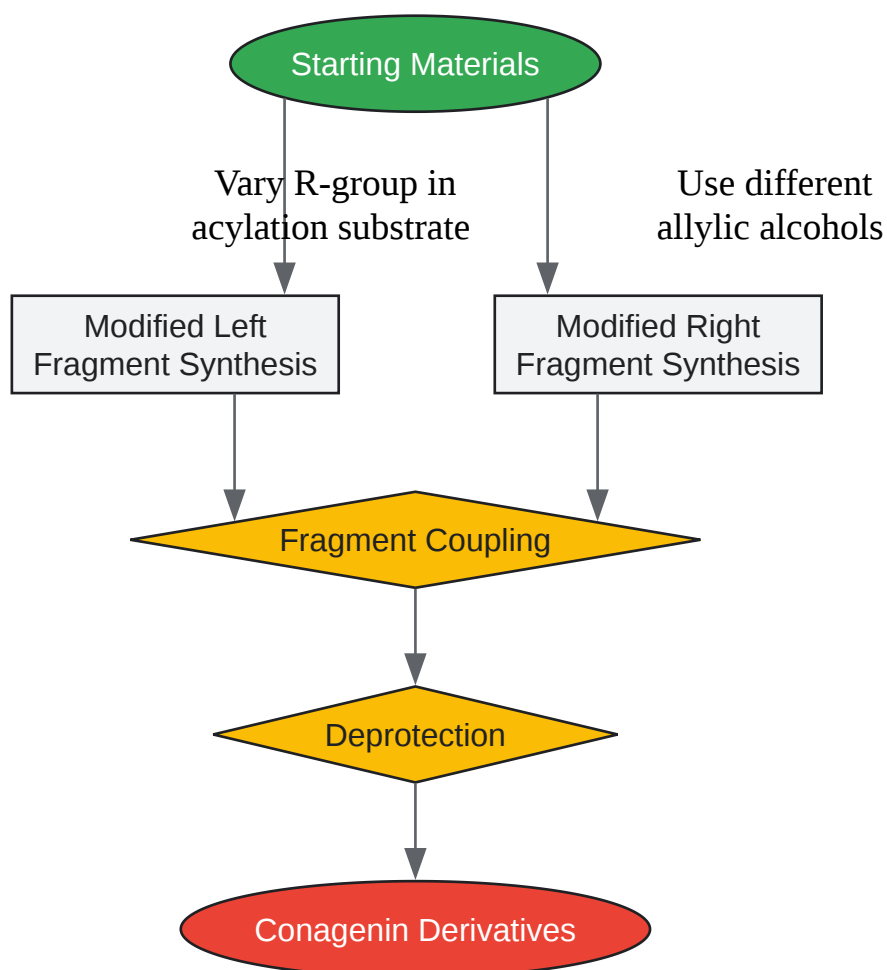 Starting Materials
Vary R-group in
acylation substrate
Use different
allylic alcohols
Modified Left
Fragment Synthesis
Modified Right
Fragment Synthesis
Fragment Coupling
Deprotection
Conagenin Derivatives